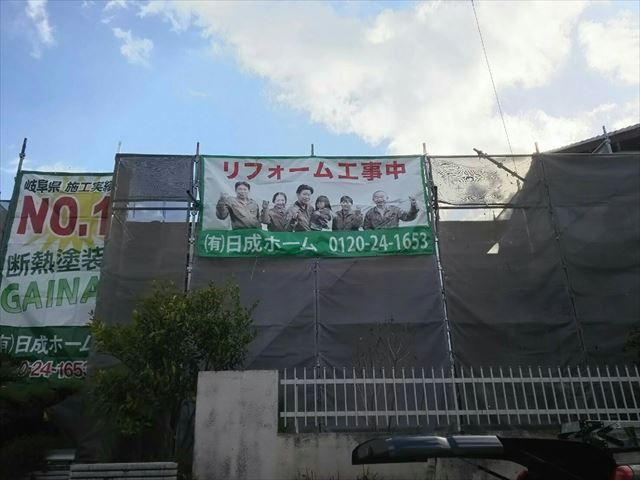 岐阜県 施工実績
NO.1
断熱塗装
GAINA
有)日成ホーム
0-24-1653
リフォーム工事中
(有)日成ホーム 0120-24-1653